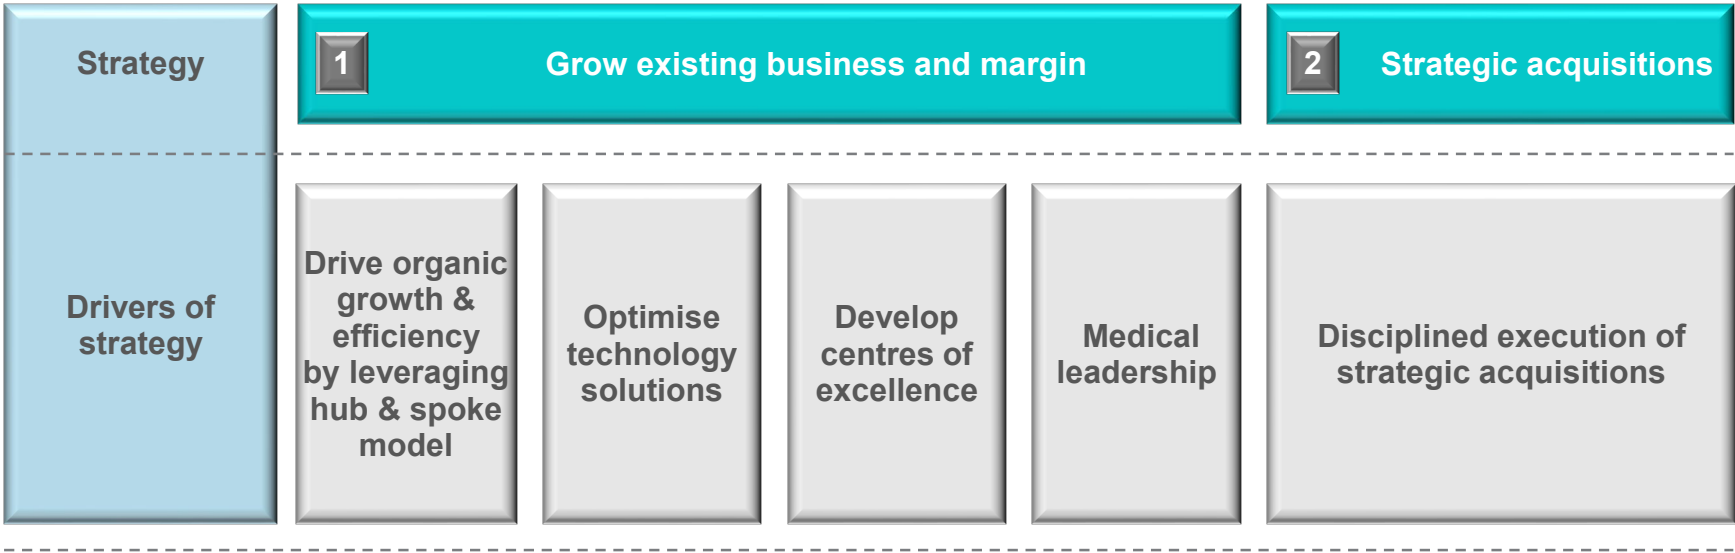 Strategy
1
Grow existing business and margin
2
Strategic acquisitions
Drivers of
strategy
Drive organic
growth &
efficiency
by leveraging
hub & spoke
model
Optimise
technology
solutions
Develop
centres of
excellence
Medical
leadership
Disciplined execution of
strategic acquisitions